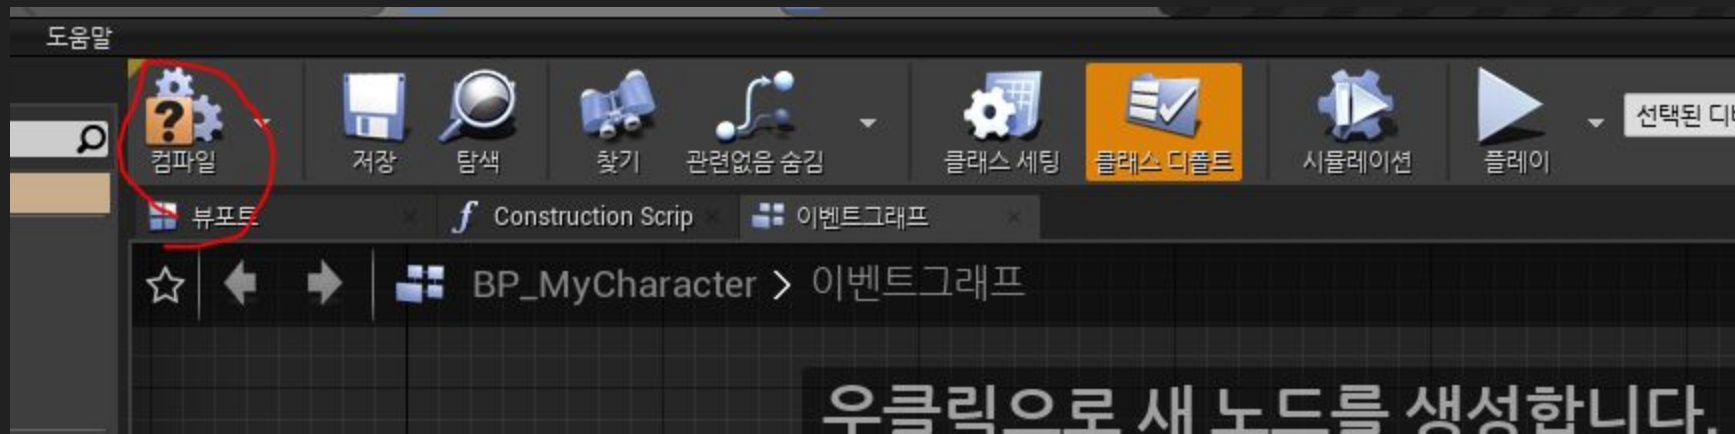 도움말
?
컴파일
저장
탐색
찾기
관련없음 숨김
클래스 세팅
클래스 디폴트
시뮬레이션
플레이
선택된
뷰포트
f Construction Scrip
이벤트그래프
BP_MyCharacter > 이벤트그래프
우클릭으로 새 노드를 생성합니다.